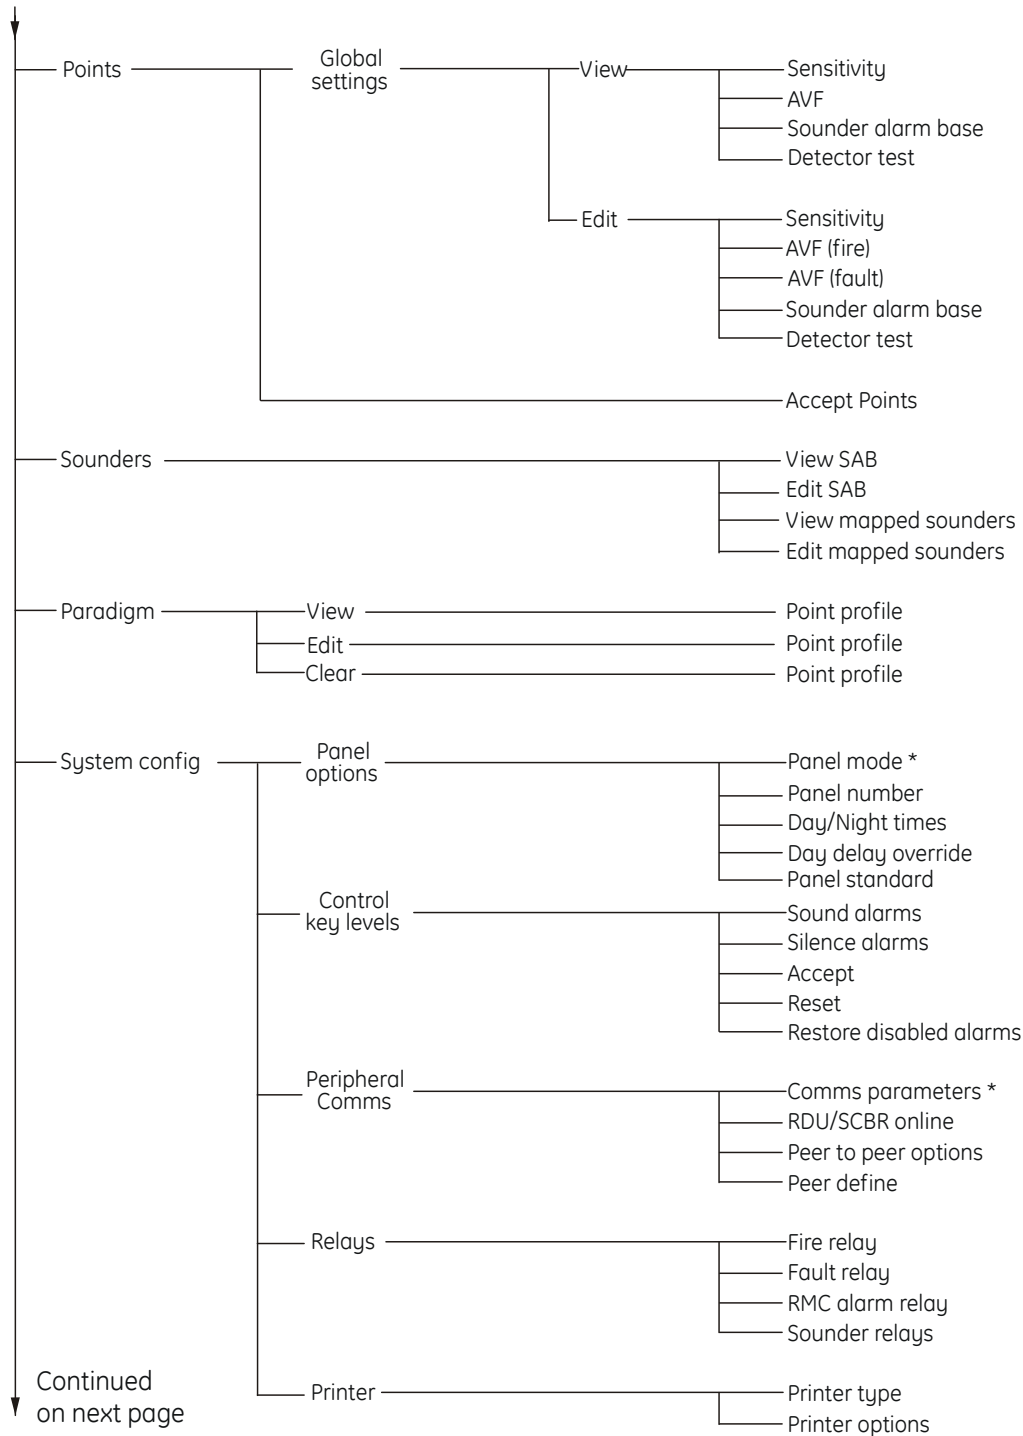 Points
Global
settings
View
Sensitivity
AVF
Sounder alarm base
Detector test
Edit
Sensitivity
AVF (fire)
AVF (fault)
Sounder alarm base
Detector test
Accept Points
Sounders
View SAB
Edit SAB
View mapped sounders
Edit mapped sounders
Paradigm
View
Point profile
Edit
Point profile
Clear
Point profile
System config
Panel
options
Panel mode *
Panel number
Day/Night times
Day delay override
Panel standard
Control
key levels
Sound alarms
Silence alarms
Accept
Reset
Restore disabled alarms
Peripheral
Comms
Comms parameters *
RDU/SCBR online
Peer to peer options
Peer define
Relays
Fire relay
Fault relay
RMC alarm relay
Sounder relays
Printer
Printer type
Printer options
Continued
on next page